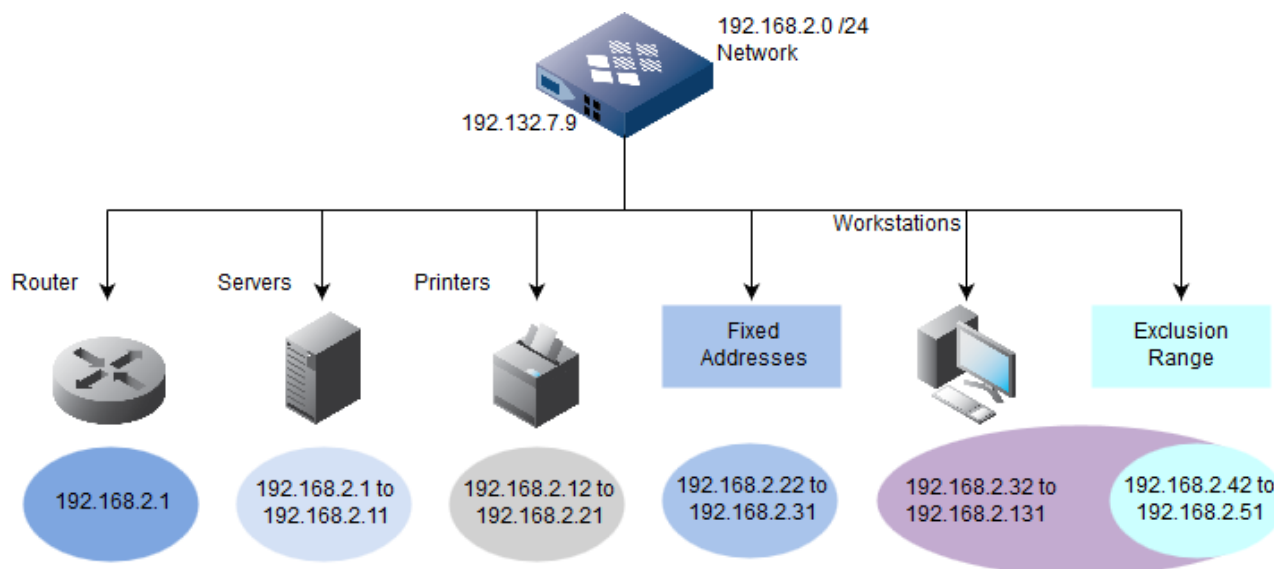 192.168.2.0 /24
Network
192.132.7.9
Workstations
Router
Servers
Printers
Fixed
Addresses
Exclusion
Range
192.168.2.1
192.168.2.1 to
192.168.2.11
192.168.2.12 to
192.168.2.21
192.168.2.22 to
192.168.2.31
192.168.2.32 to
192.168.2.131
192.168.2.42 to
192.168.2.51